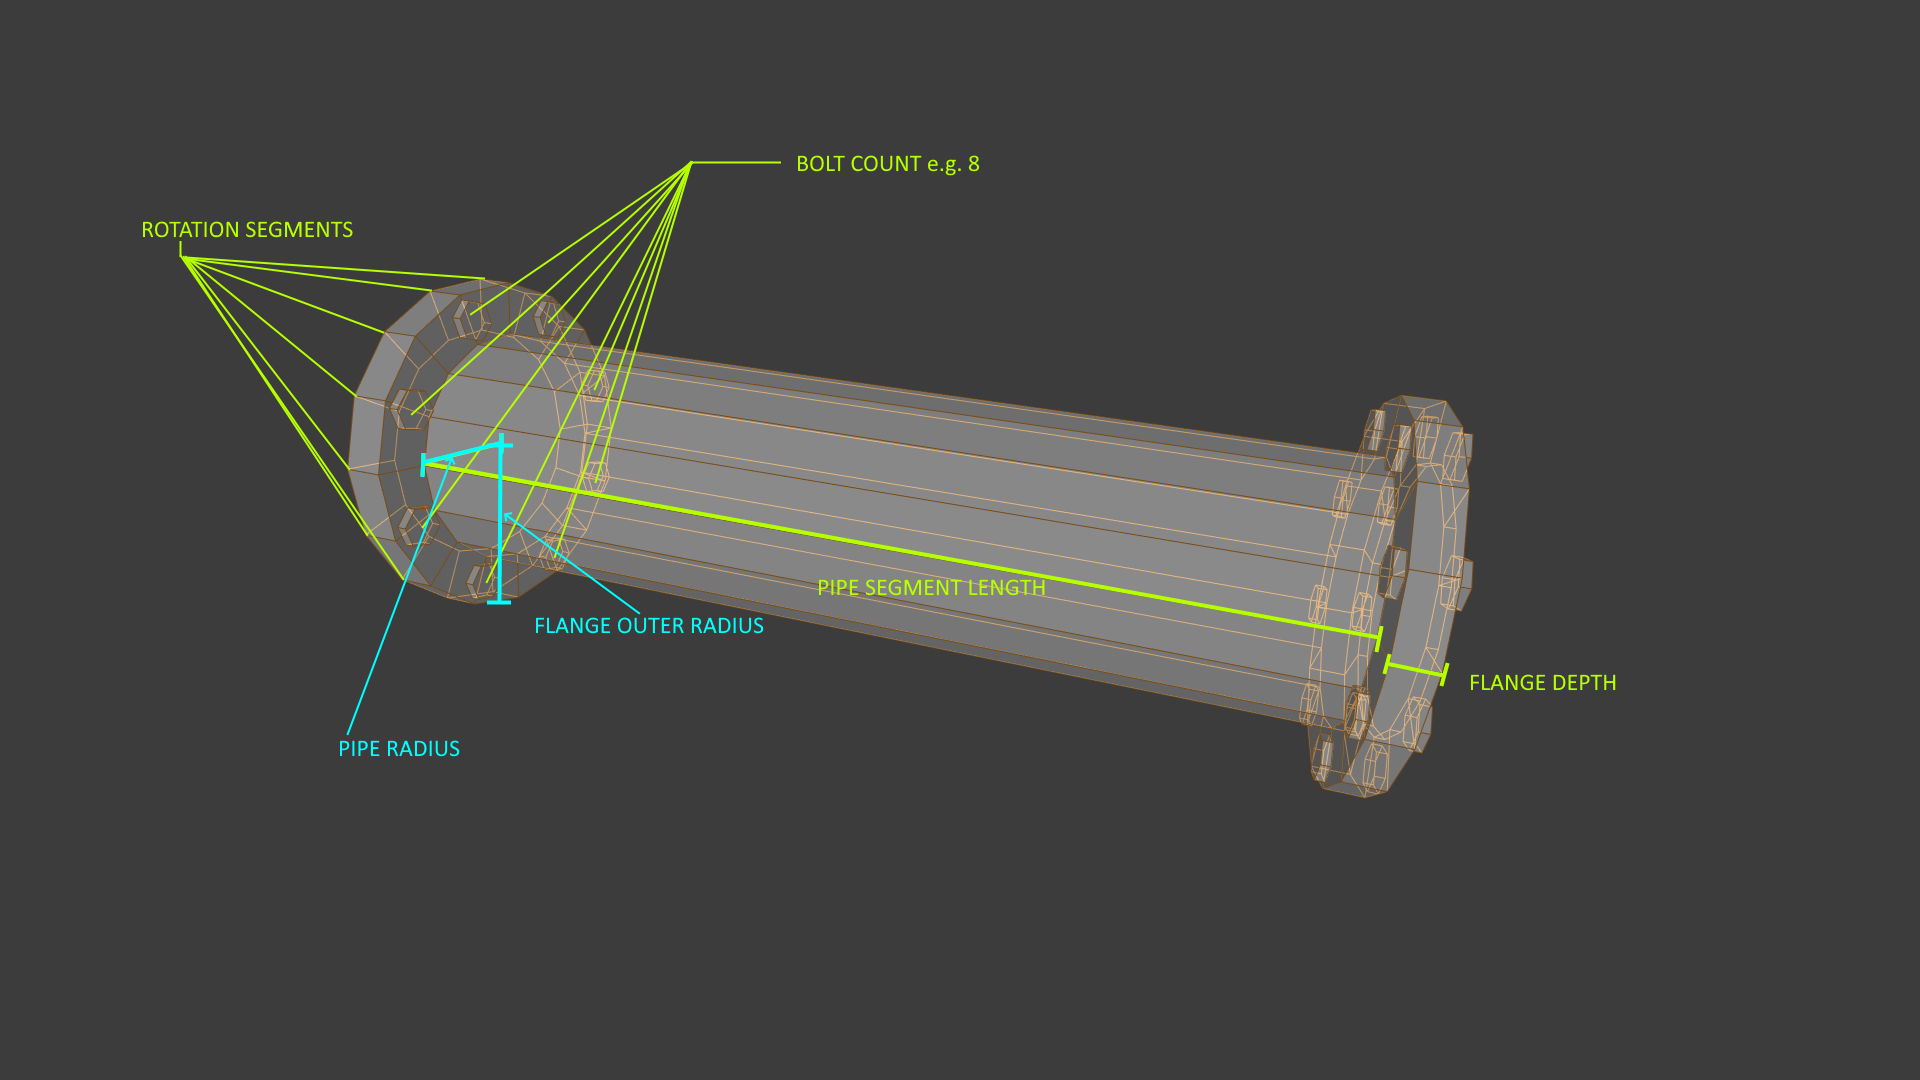 BOLT COUNT e.g. 8
ROTATION SEGMENTS
PIPE SEGMENT LENGTH
FLANGE OUTER RADIUS
FLANGE DEPTH
PIPE RADIUS